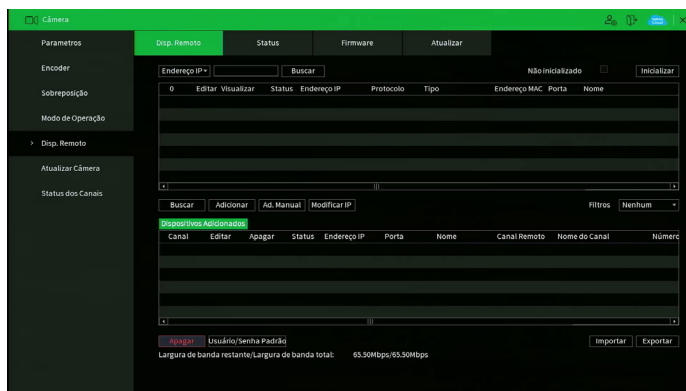 Câmera
Parametros
Encoder
Sobreposição
Modo de Operação
Disp. Remoto
Atualizar Câmera
Status dos Canais
Disp. Remoto Status Firmware Atualizar
Endereço IP Buscar Não inicializado Inicializar
0 Editar Visualizar Status Endereço IP Protocolo Tipo Endereço MAC Porta Nome
Buscar Adicionar Ad. Manual Modificar IP Filtros Nenhum
Dispositivos Adicionados
Canal Editar Apagar Status Endereço IP Porta Nome Canal Remoto Nome do Canal Número
Apagar Usuário/Senha Padrão Importar Exportar
Largura de banda restante/Largura de banda total: 65.50Mbps/65.50Mbps